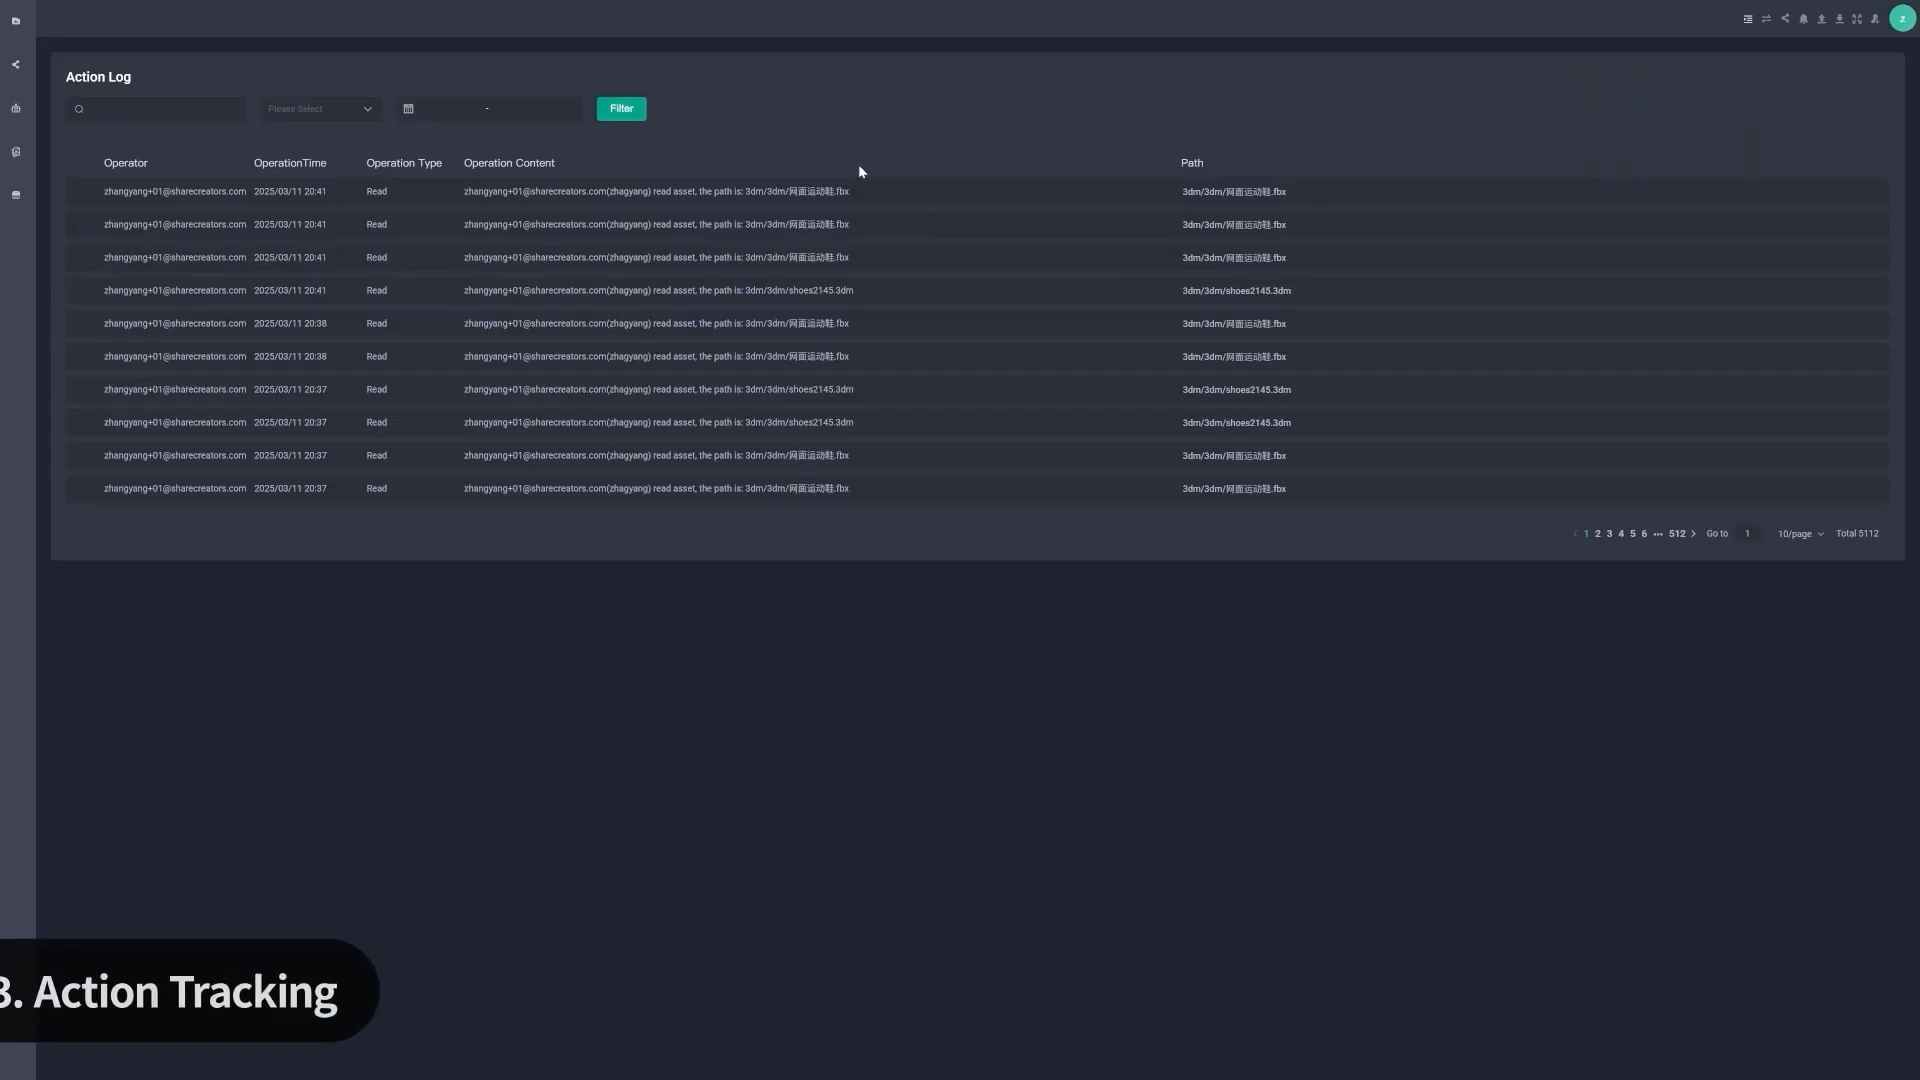 z
Action Log
Please Select - Filter
Operator OperationTime Operation Type Operation Content Path
zhangyang+01@sharecreators.com 2025/03/11 20:41 Read zhangyang+01@sharecreators.com(zhagyang) read asset, the path is: 3dm/3dm/网面运动鞋.fbx 3dm/3dm/网面运动鞋.fbx
zhangyang+01@sharecreators.com 2025/03/11 20:41 Read zhangyang+01@sharecreators.com(zhagyang) read asset, the path is: 3dm/3dm/网面运动鞋.fbx 3dm/3dm/网面运动鞋.fbx
zhangyang+01@sharecreators.com 2025/03/11 20:41 Read zhangyang+01@sharecreators.com(zhagyang) read asset, the path is: 3dm/3dm/网面运动鞋.fbx 3dm/3dm/网面运动鞋.fbx
zhangyang+01@sharecreators.com 2025/03/11 20:41 Read zhangyang+01@sharecreators.com(zhagyang) read asset, the path is: 3dm/3dm/shoes2145.3dm 3dm/3dm/shoes2145.3dm
zhangyang+01@sharecreators.com 2025/03/11 20:38 Read zhangyang+01@sharecreators.com(zhagyang) read asset, the path is: 3dm/3dm/网面运动鞋.fbx 3dm/3dm/网面运动鞋.fbx
zhangyang+01@sharecreators.com 2025/03/11 20:38 Read zhangyang+01@sharecreators.com(zhagyang) read asset, the path is: 3dm/3dm/网面运动鞋.fbx 3dm/3dm/网面运动鞋.fbx
zhangyang+01@sharecreators.com 2025/03/11 20:37 Read zhangyang+01@sharecreators.com(zhagyang) read asset, the path is: 3dm/3dm/shoes2145.3dm 3dm/3dm/shoes2145.3dm
zhangyang+01@sharecreators.com 2025/03/11 20:37 Read zhangyang+01@sharecreators.com(zhagyang) read asset, the path is: 3dm/3dm/shoes2145.3dm 3dm/3dm/shoes2145.3dm
zhangyang+01@sharecreators.com 2025/03/11 20:37 Read zhangyang+01@sharecreators.com(zhagyang) read asset, the path is: 3dm/3dm/网面运动鞋.fbx 3dm/3dm/网面运动鞋.fbx
zhangyang+01@sharecreators.com 2025/03/11 20:37 Read zhangyang+01@sharecreators.com(zhagyang) read asset, the path is: 3dm/3dm/网面运动鞋.fbx 3dm/3dm/网面运动鞋.fbx
< 1 2 3 4 5 6 ••• 512 > Go to 1 10/page Total 5112
3. Action Tracking